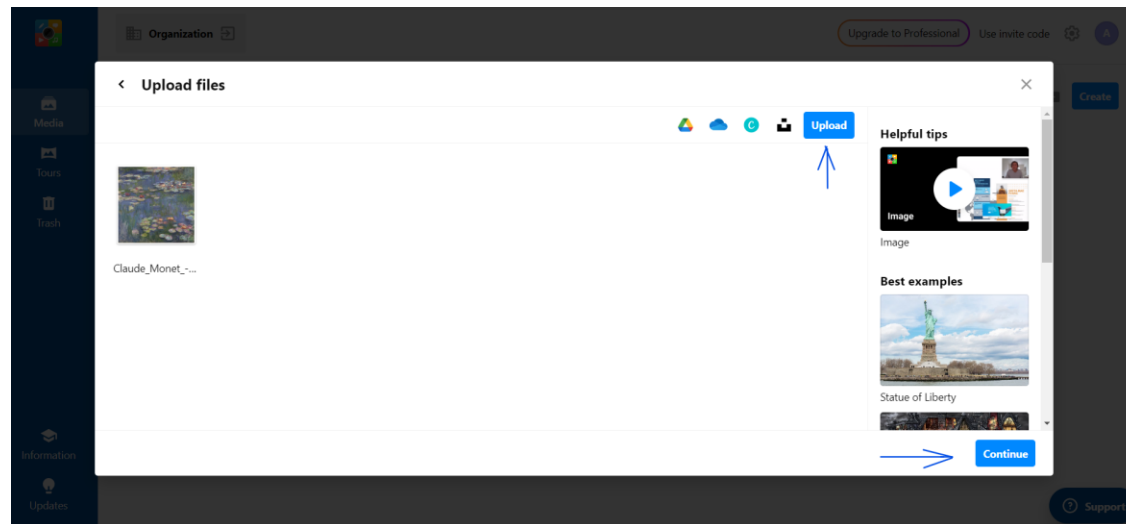 Organization
Upgrade to Professional
Use invite code
A
Upload files
Create
Media
Upload
Helpful tips
Tours
Trash
Image
Image
Claude_Monet_-...
Best examples
Statue of Liberty
Information
Continue
Updates
Support